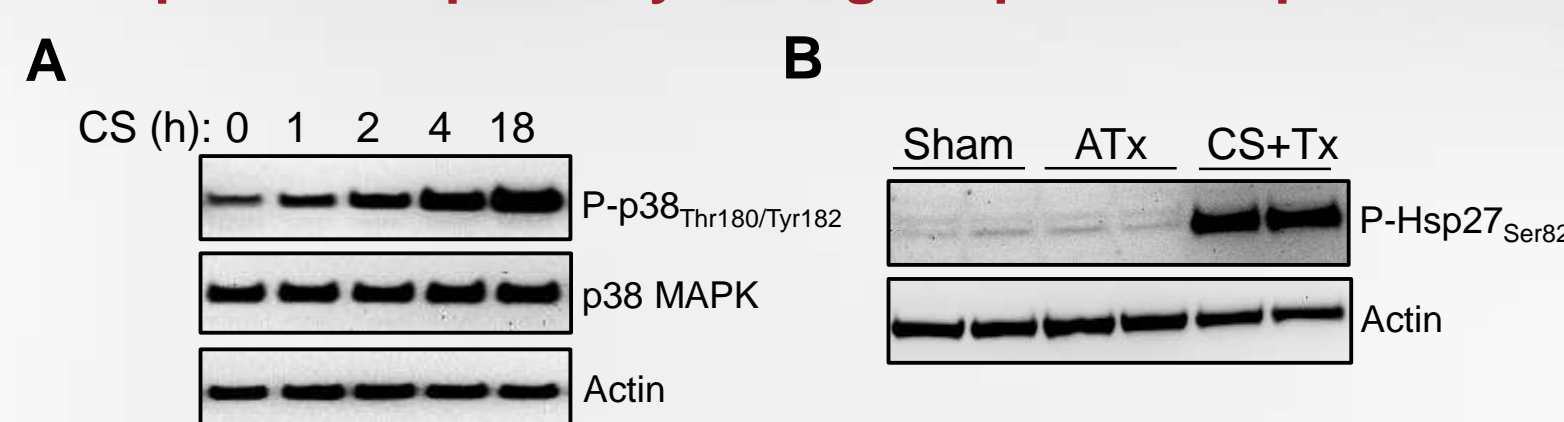 A
B
CS (h): 0 1 2 4 18
Sham ATx CS+Tx
P-p38Thr180/Tyr182
P-Hsp27Ser82
p38 MAPK
Actin
Actin